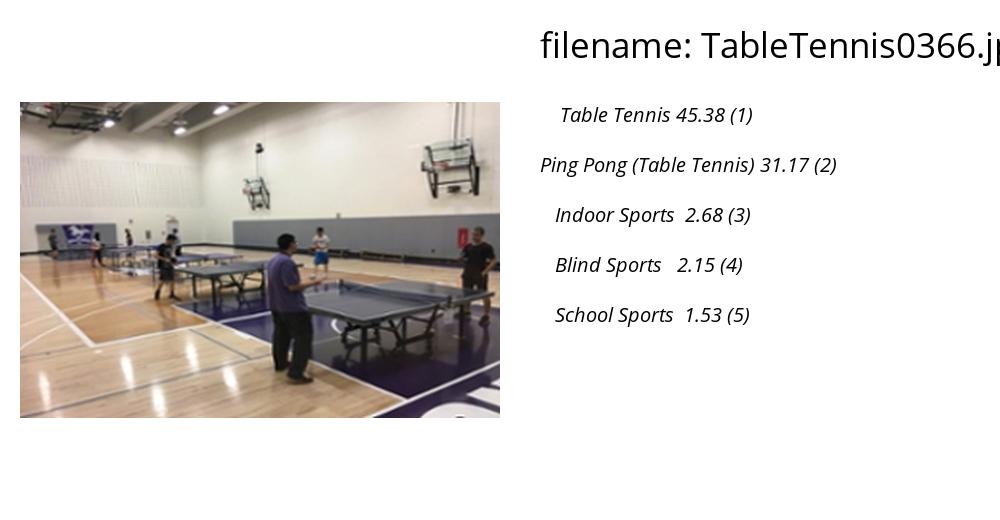 filename: TableTennis0366.jp
Table Tennis 45.38 (1)
Ping Pong (Table Tennis) 31.17 (2)
Indoor Sports 2.68 (3)
Blind Sports 2.15 (4)
School Sports 1.53 (5)